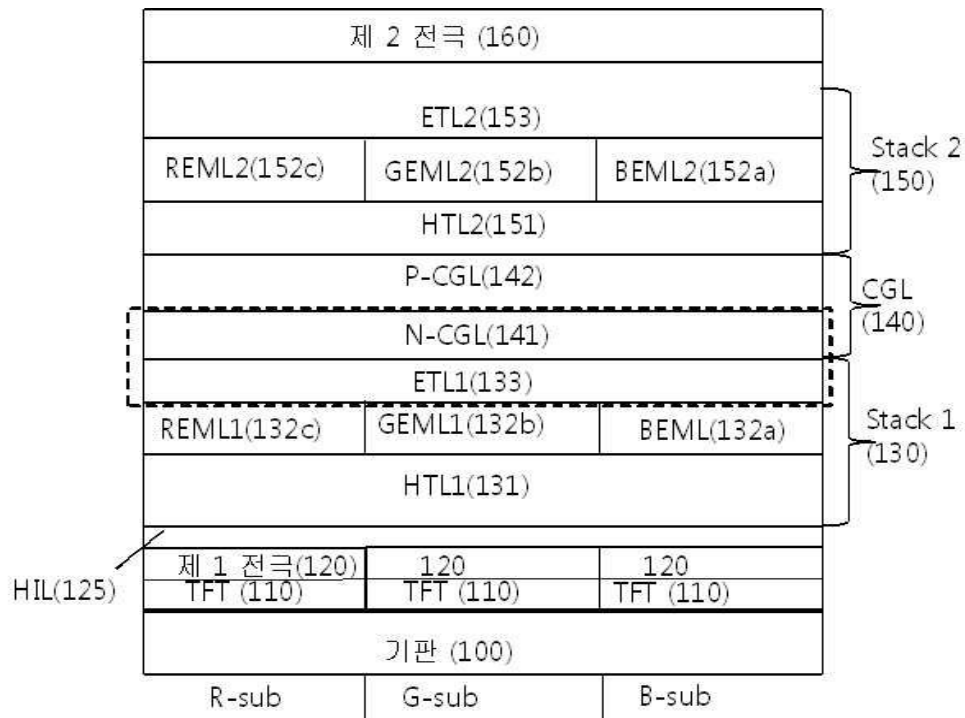 제 2 전극 (160)
ETL2(153)
REML2(152c) GEML2(152b) BEML2(152a)
Stack 2
(150)
HTL2(151)
P-CGL(142)
CGL
(140)
N-CGL(141)
ETL1(133)
REML1(132c) GEML1(132b) BEML(132a)
Stack 1
(130)
HTL1(131)
HIL(125)
제 1 전극(120) 120 120
TFT (110) TFT (110) TFT (110)
기판 (100)
R-sub G-sub B-sub